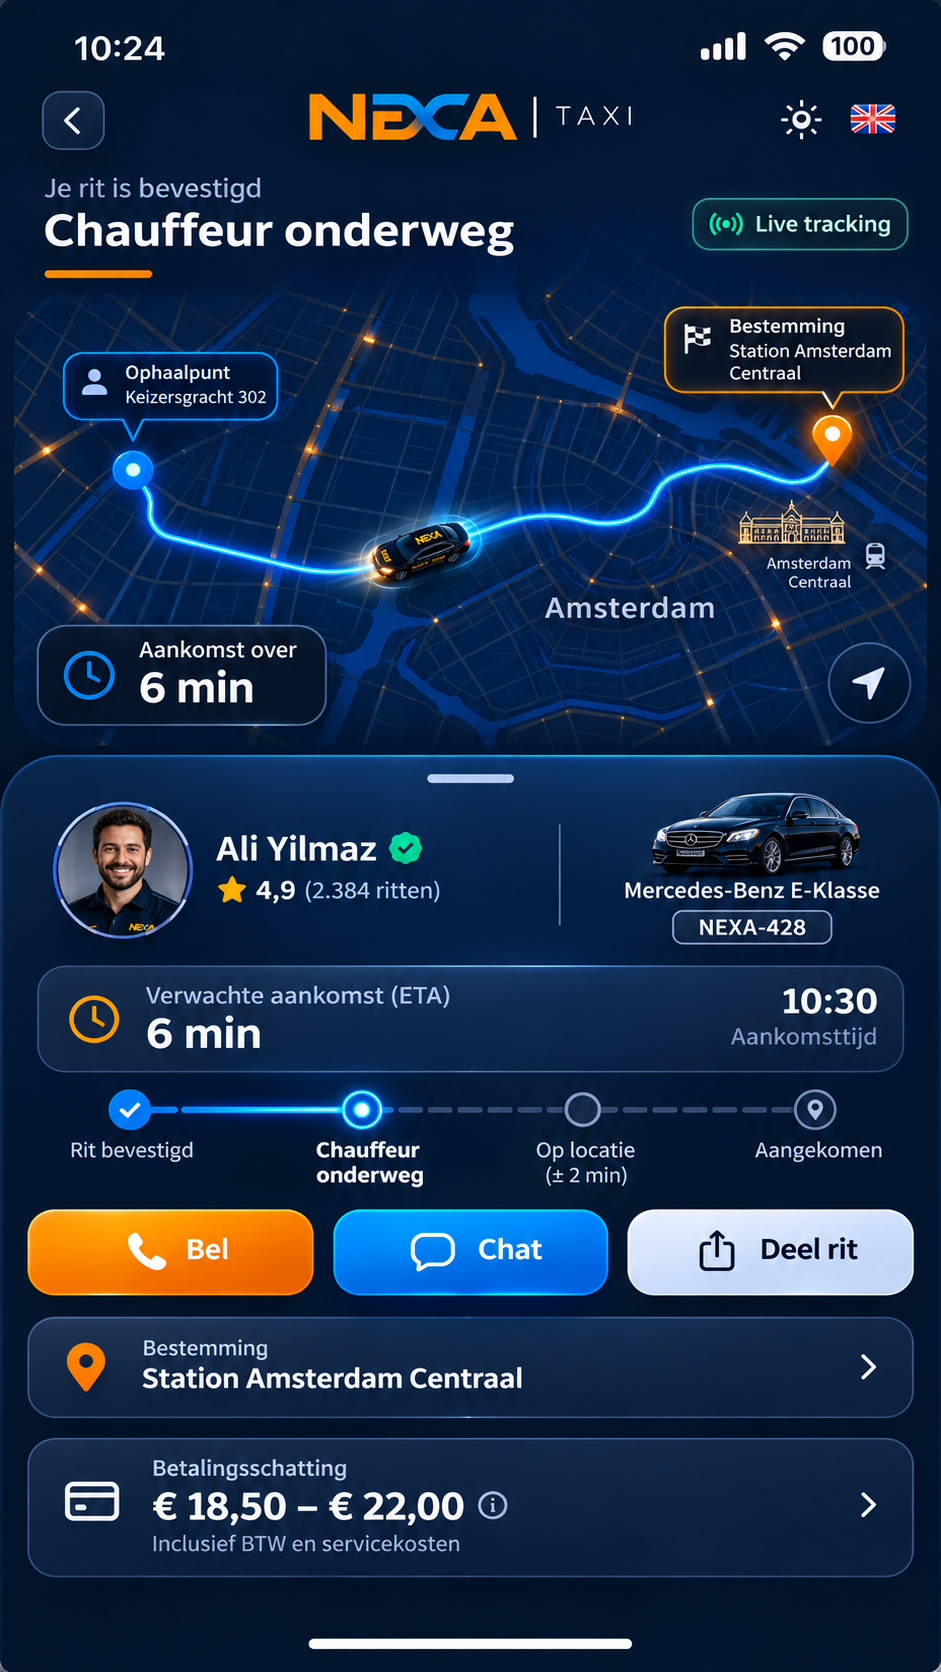 10:24
100
NEXA | TAXI
Je rit is bevestigd
Chauffeur onderweg
Live tracking
Bestemming
Station Amsterdam
Centraal
Ophaalpunt
Keizersgracht 302
NEXA
Amsterdam
Centraal
Amsterdam
Aankomst over
6 min
Ali Yilmaz
4,9 (2.384 ritten)
NEXA
Mercedes-Benz E-Klasse
NEXA-428
Verwachte aankomst (ETA)
6 min
10:30
Aankomsttijd
Rit bevestigd
Chauffeur
onderweg
Op locatie
(± 2 min)
Aangekomen
Bel
Chat
Deel rit
Bestemming
Station Amsterdam Centraal
Betalingsschatting
€ 18,50 – € 22,00
Inclusief BTW en servicekosten